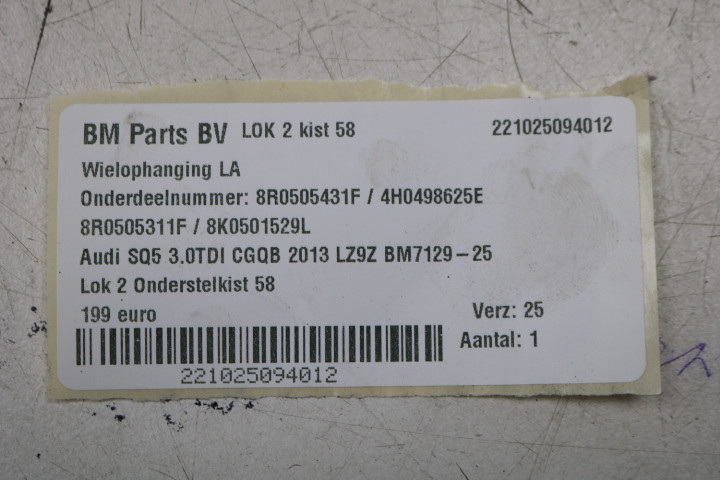 BM Parts BV LOK 2 kist 58 221025094012
Wielophanging LA
Onderdeelnummer: 8R0505431F / 4H0498625E
8R0505311F / 8K0501529L
Audi SQ5 3.0TDI CGQB 2013 LZ9Z BM7129-25
Lok 2 Onderstelkist 58
199 euro Verz: 25
Aantal: 1
221025094012